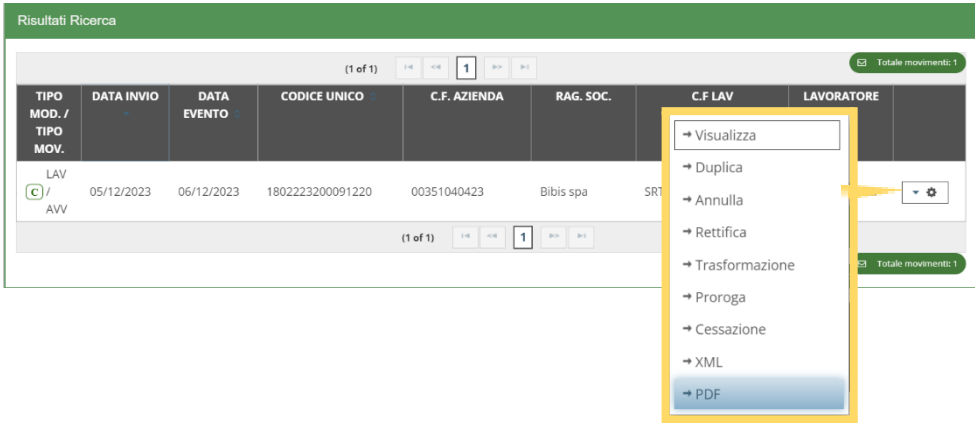 Risultati Ricerca
(1 of 1) 1 Totale movimenti: 1
TIPO MOD. / TIPO MOV. DATA INVIO DATA EVENTO CODICE UNICO C.F. AZIENDA RAG. SOC. C.F LAV LAVORATORE
C LAV / AVV 05/12/2023 06/12/2023 1802223200091220 00351040423 Bibis spa SRT
(1 of 1) 1
Totale movimenti: 1
Visualizza
Duplica
Annulla
Rettifica
Trasformazione
Proroga
Cessazione
XML
PDF